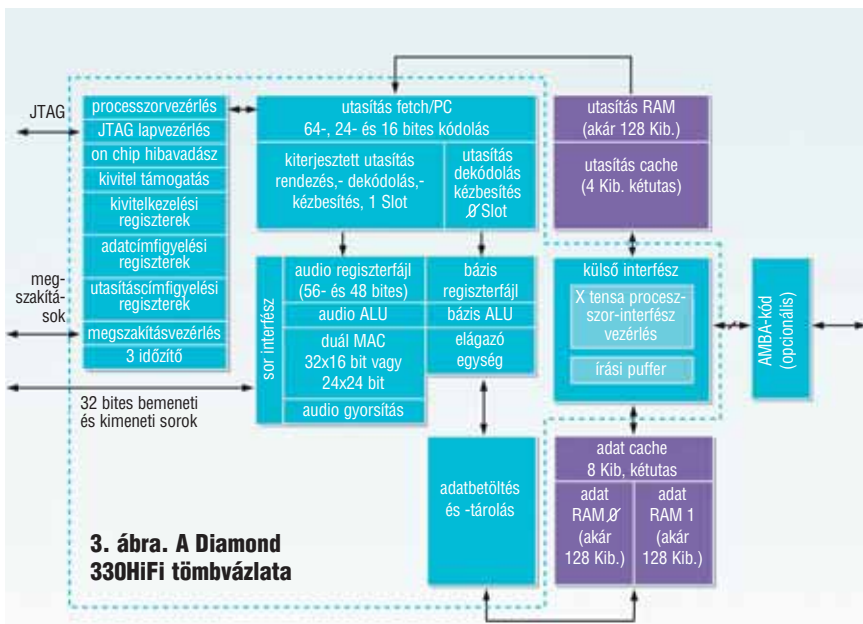 JTAG
meg-
szakítá-
sok
processzorvezérlés
JTAG lapvezérlés
on chip hibavadász
kivitel támogatás
kivitelkezelési
regiszterek
adatcímfigyelési
regiszterek
utasításcímfigyelési
regiszterek
megszakításvezérlés
3 időzítő
32 bites bemeneti
és kimeneti sorok
utasítás fetch/PC
64-, 24- és 16 bites kódolás
kiterjesztett utasítás
rendezés,- dekódolás,-
kézbesítés, 1 Slot
utasítás
dekódolás
kézbesítés
0 Slot
sor interfész
audio regiszterfájl
(56- és 48 bites)
audio ALU
duál MAC
32x16 bit vagy
24x24 bit
audio gyorsítás
bázis
regiszterfájl
bázis ALU
elágazó
egység
adatbetöltés
és -tárolás
utasítás RAM
(akár 128 Kib.)
utasítás cache
(4 Kib. kétutas)
külső interfész
X tensa procesz-
szor-interfész
vezérlés
írási puffer
AMBA-kód
(opcionális)
adat cache
8 Kib, kétutas
adat
RAM 0
(akár
128 Kib.)
adat
RAM 1
(akár
128 Kib.)
3. ábra. A Diamond
330HiFi tömbvázlata